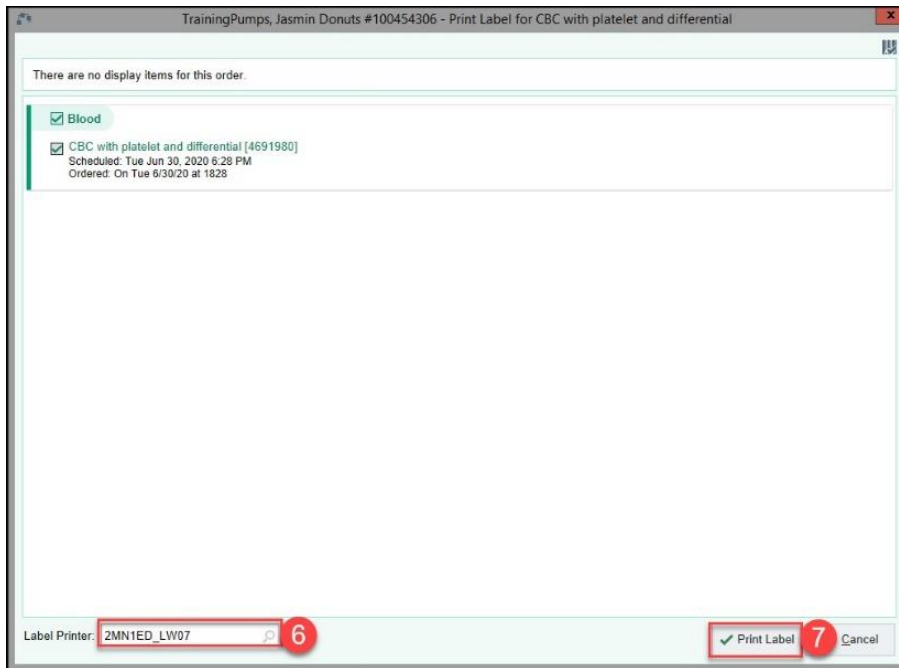 TrainingPumps, Jasmin Donuts #100454306 - Print Label for CBC with platelet and differential
x
There are no display items for this order.
Blood
CBC with platelet and differential [4691980]
Scheduled: Tue Jun 30, 2020 6:28 PM
Ordered: On Tue 6/30/20 at 1828
Label Printer: 2MN1ED_LW07 6 Print Label 7 Cancel